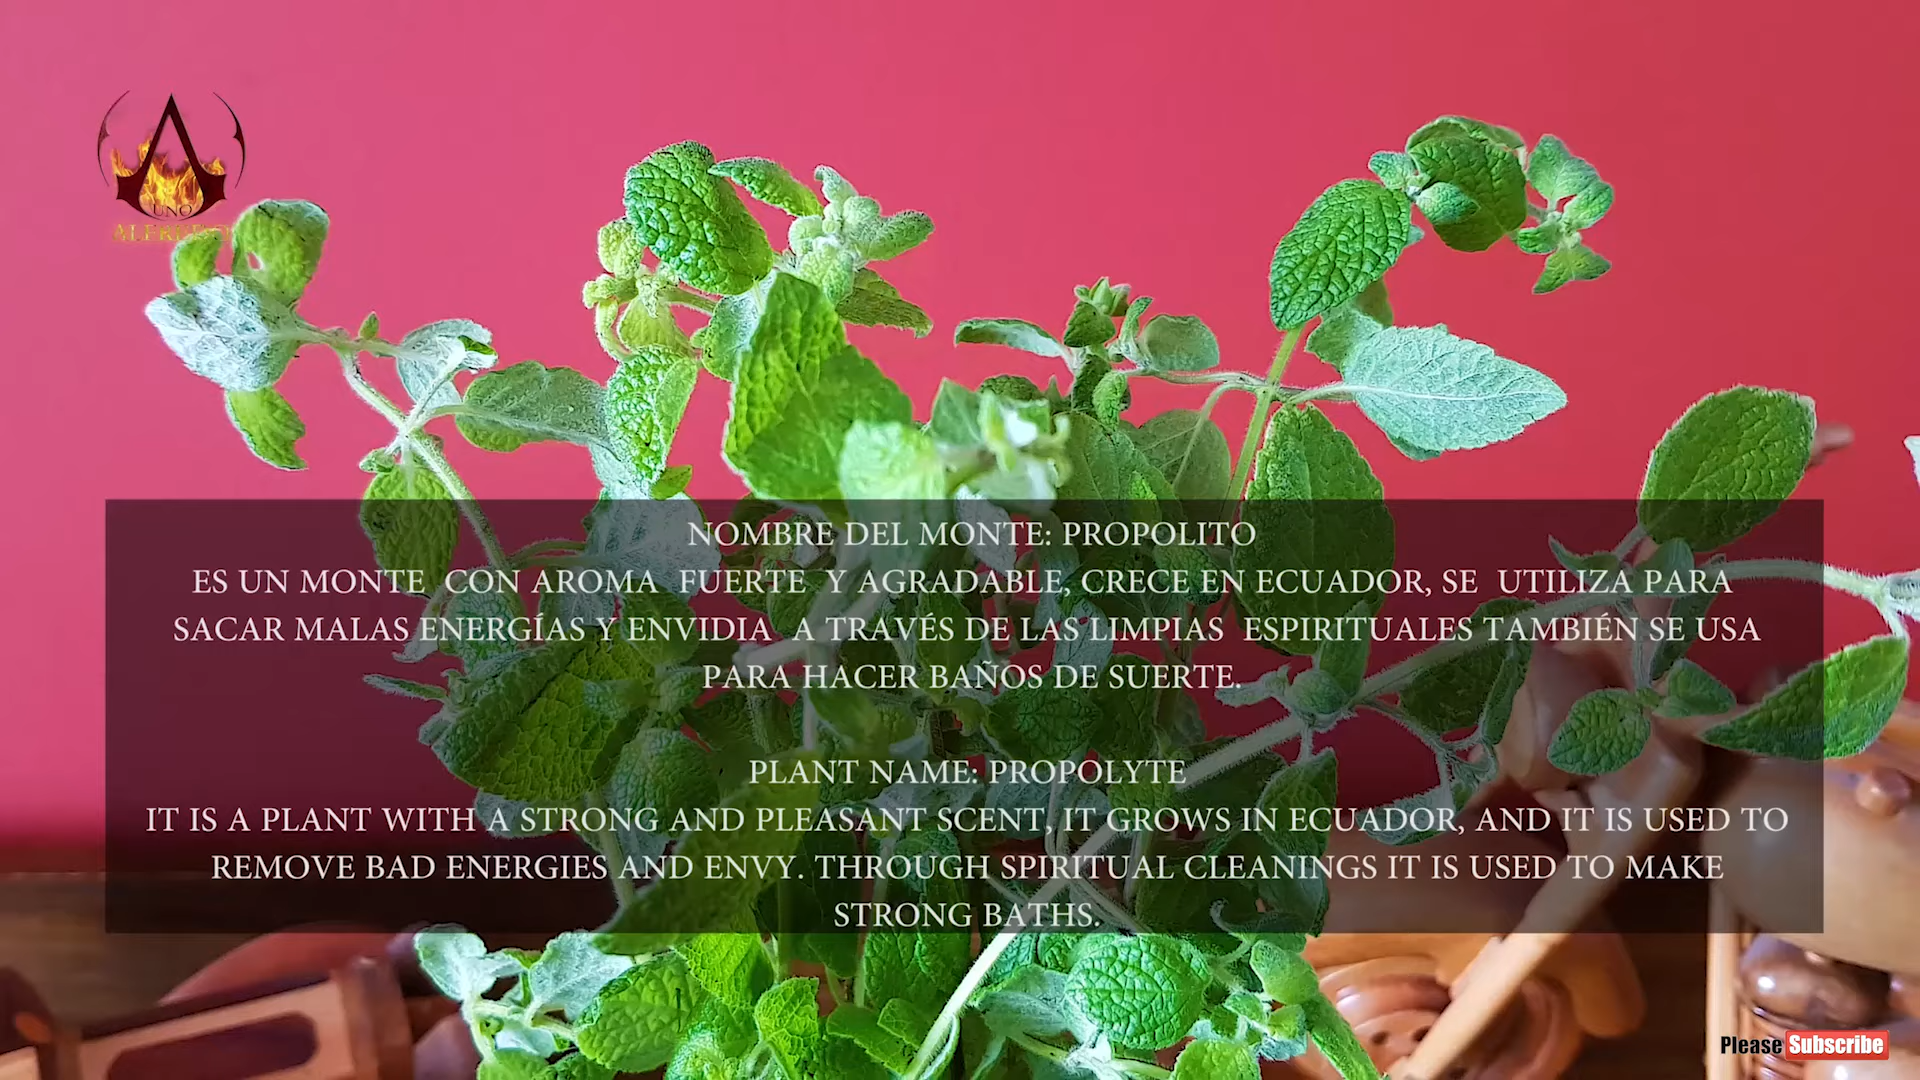 UNO
NOMBRE DEL MONTE: PROPOLITO
ES UN MONTE CON AROMA FUERTE Y AGRADABLE, CRECE EN ECUADOR, SE UTILIZA PARA
SACAR MALAS ENERGÍAS Y ENVIDIA A TRAVÉS DE LAS LIMPIAS ESPIRITUALES TAMBIÉN SE USA
PARA HACER BAÑOS DE SUERTE.
PLANT NAME: PROPOLYTE
IT IS A PLANT WITH A STRONG AND PLEASANT SCENT, IT GROWS IN ECUADOR, AND IT IS USED TO
REMOVE BAD ENERGIES AND ENVY. THROUGH SPIRITUAL CLEANINGS IT IS USED TO MAKE
STRONG BATHS.
Please Subscribe